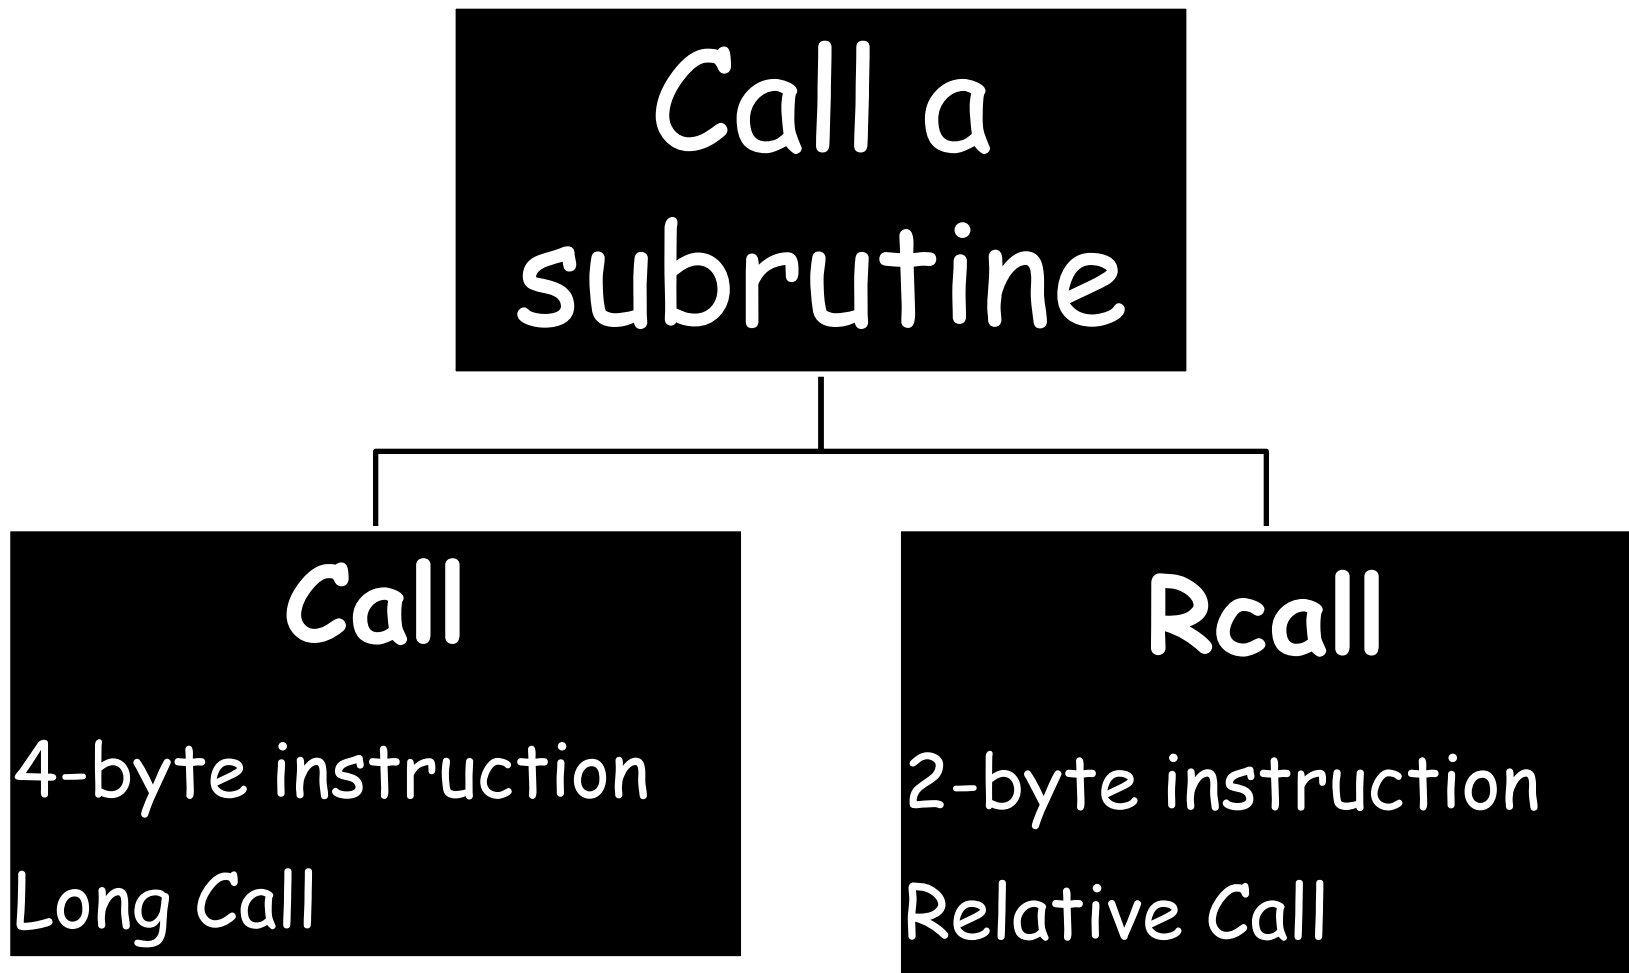 Call a
subrutine
Call
4-byte instruction
Long Call
Rcall
2-byte instruction
Relative Call